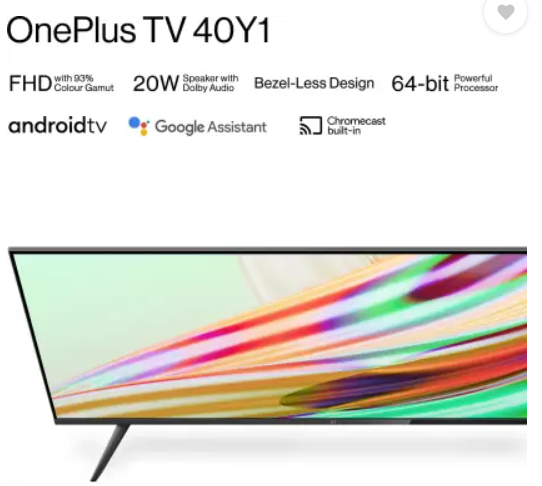 OnePlus TV 40Y1
FHD with 93% Colour Gamut 20W Speaker with Dolby Audio Bezel-Less Design 64-bit Powerful Processor
androidtv Google Assistant Chromecast built-in